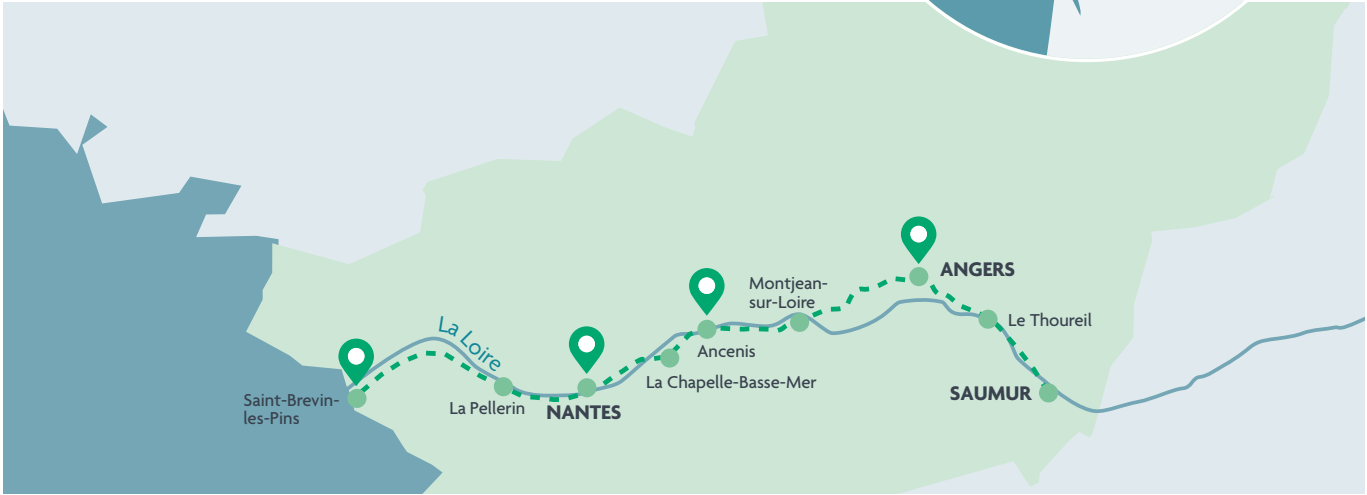 ANGERS
Montjean-
sur-Loire
Le Thoureil
La Loire
Ancenis
La Chapelle-Basse-Mer
SAUMUR
Saint-Brevin-
les-Pins
La Pellerin
NANTES